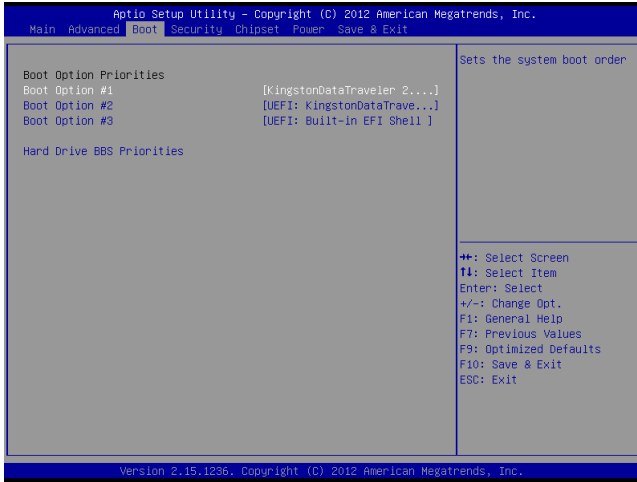 Aptio Setup Utility - Copyright (C) 2012 American Megatrends, Inc.
Main Advanced Boot Security Chipset Power Save & Exit
Sets the system boot order
Boot Option Priorities
Boot Option #1 [KingstonDataTraveler 2....]
Boot Option #2 [UEFI: KingstonDataTrave...]
Boot Option #3 [UEFI: Built-in EFI Shell ]
Hard Drive BBS Priorities
→←: Select Screen
↑↓: Select Item
Enter: Select
+/-: Change Opt.
F1: General Help
F7: Previous Values
F9: Optimized Defaults
F10: Save & Exit
ESC: Exit
Version 2.15.1236. Copyright (C) 2012 American Megatrends, Inc.